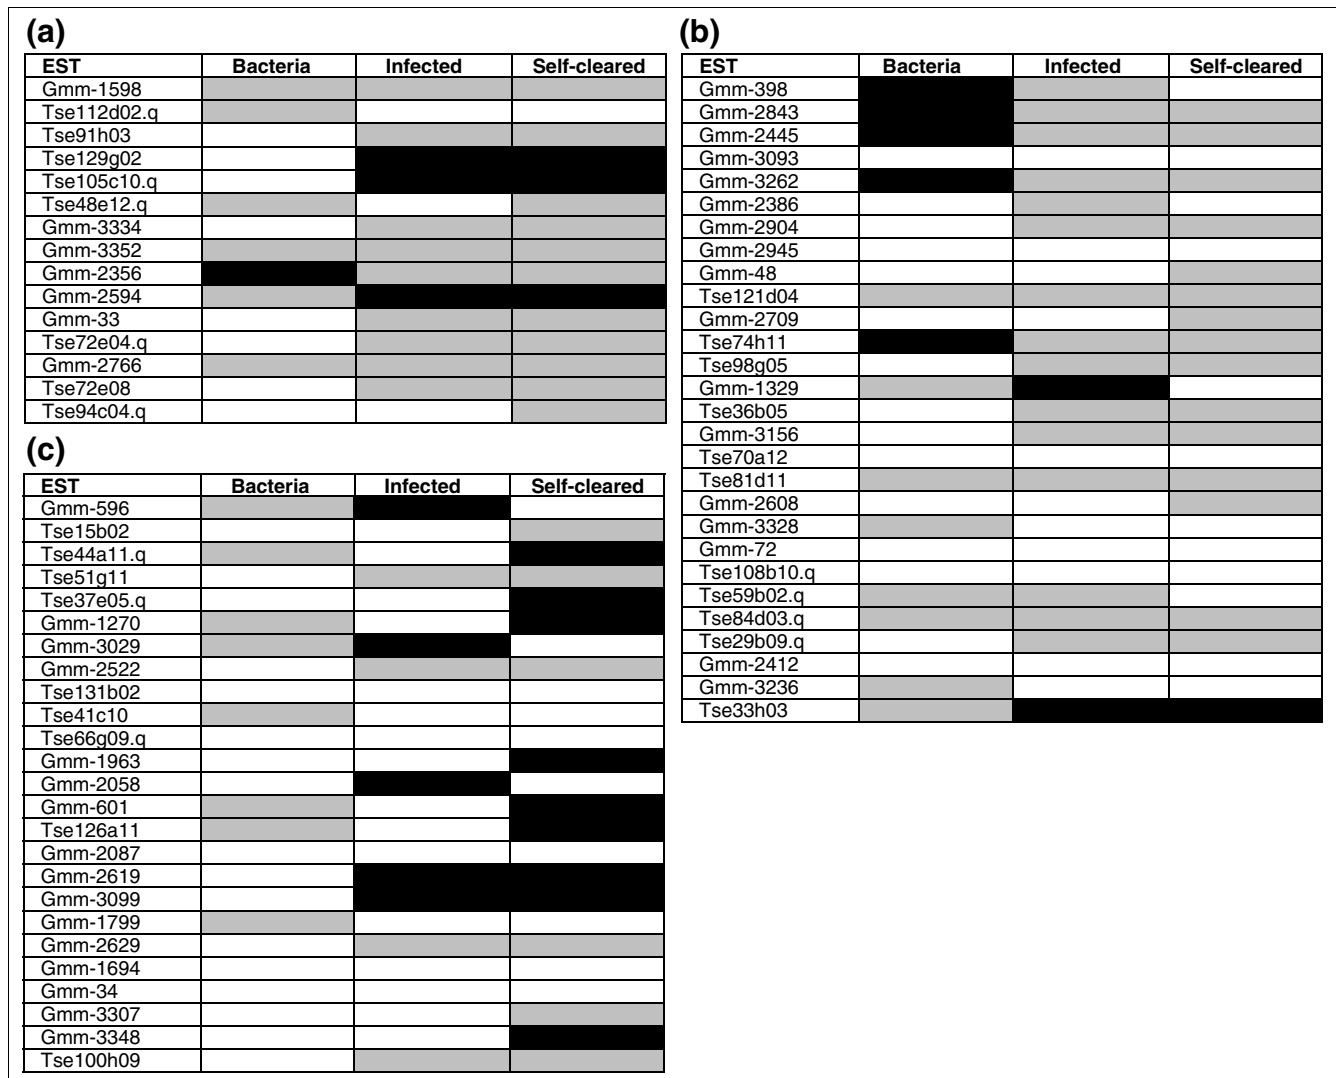 (a)
EST Bacteria Infected Self-cleared
Gmm-1598
Tse112d02.q
Tse91h03
Tse129g02
Tse105c10.q
Tse48e12.q
Gmm-3334
Gmm-3352
Gmm-2356
Gmm-2594
Gmm-33
Tse72e04.q
Gmm-2766
Tse72e08
Tse94c04.q
(b)
EST Bacteria Infected Self-cleared
Gmm-398
Gmm-2843
Gmm-2445
Gmm-3093
Gmm-3262
Gmm-2386
Gmm-2904
Gmm-2945
Gmm-48
Tse121d04
Gmm-2709
Tse74h11
Tse98g05
Gmm-1329
Tse36b05
Gmm-3156
Tse70a12
Tse81d11
Gmm-2608
Gmm-3328
Gmm-72
Tse108b10.q
Tse59b02.q
Tse84d03.q
Tse29b09.q
Gmm-2412
Gmm-3236
Tse33h03
(c)
EST Bacteria Infected Self-cleared
Gmm-596
Tse15b02
Tse44a11.q
Tse51g11
Tse37e05.q
Gmm-1270
Gmm-3029
Gmm-2522
Tse131b02
Tse41c10
Tse66g09.q
Gmm-1963
Gmm-2058
Gmm-601
Tse126a11
Gmm-2087
Gmm-2619
Gmm-3099
Gmm-1799
Gmm-2629
Gmm-1694
Gmm-34
Gmm-3307
Gmm-3348
Tse100h09